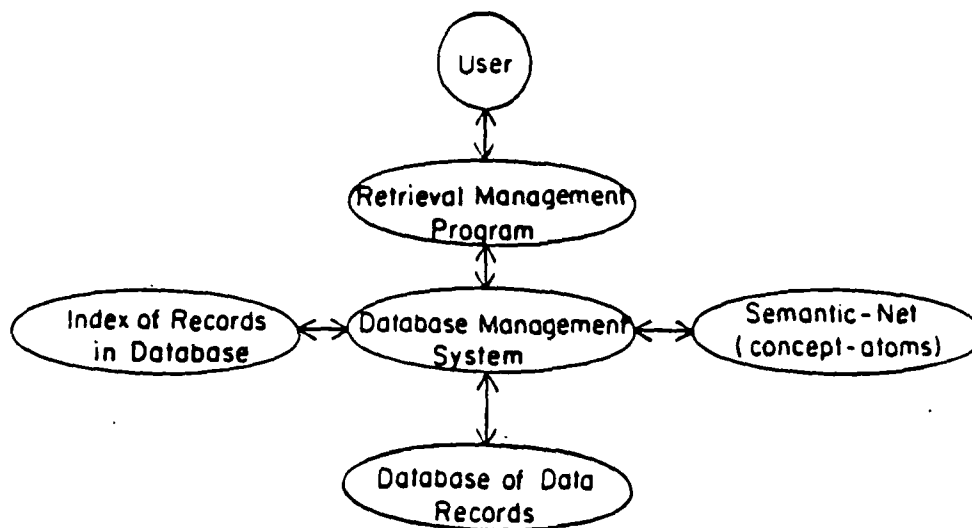 User
Retrieval Management
Program
Index of Records
in Database
Database Management
System
Semantic-Net
(concept-atoms)
Database of Data
Records